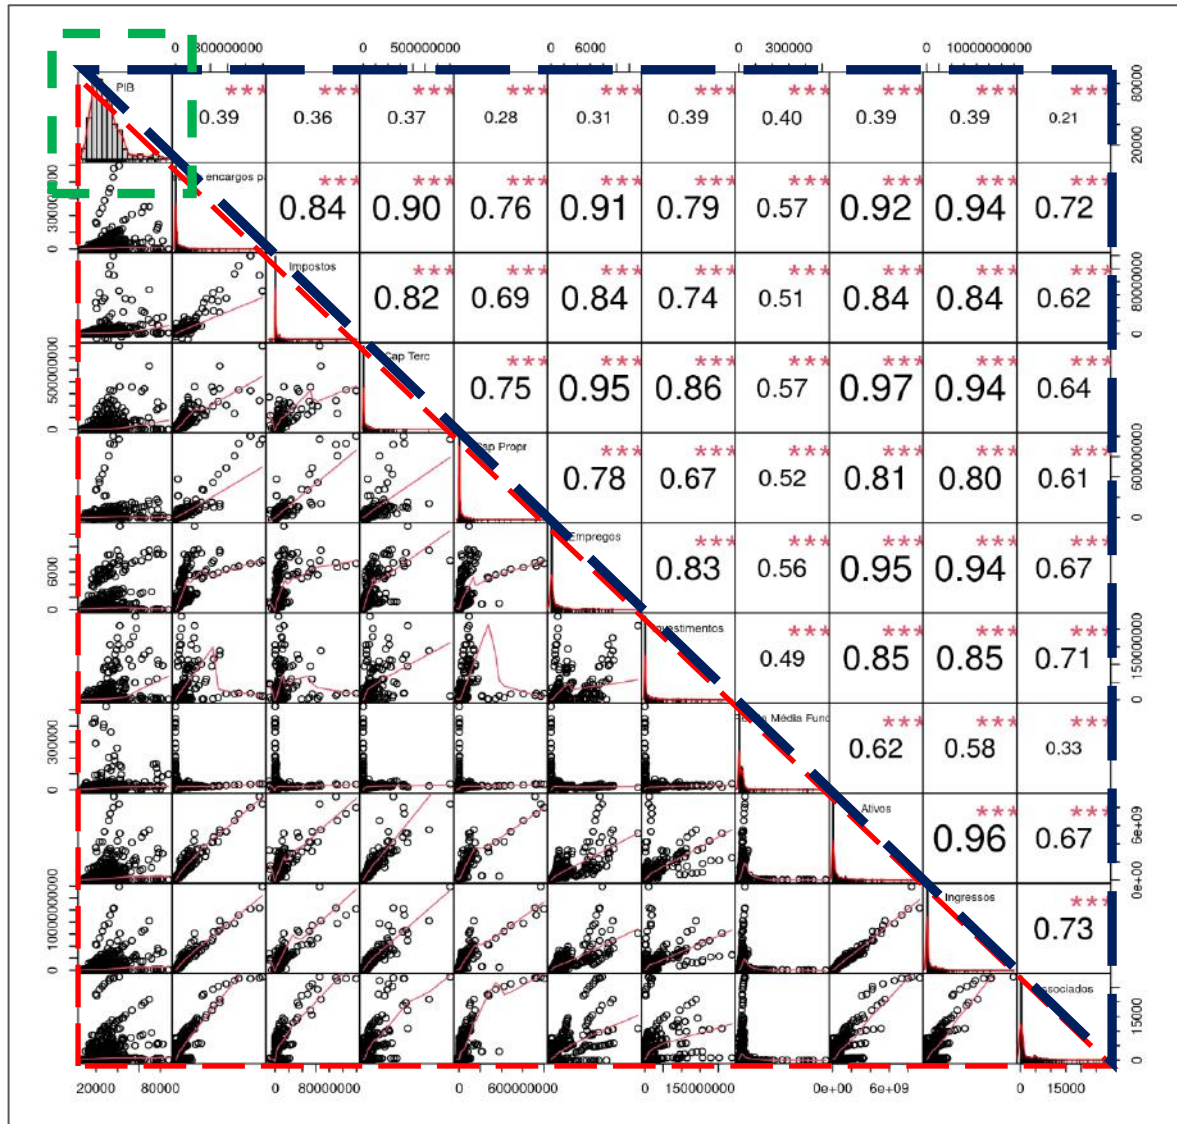 0 300000000 0 500000000 0 6000 0 300000 0 10000000000
PIB *** *** *** *** *** *** *** *** *** *** 80000
0.39 0.36 0.37 0.28 0.31 0.39 0.40 0.39 0.39 0.21 20000
encargos *** *** *** *** *** *** *** *** ***
0 0.84 0.90 0.76 0.91 0.79 0.57 0.92 0.94 0.72
Impostos *** *** *** *** *** *** *** ***
0.82 0.69 0.84 0.74 0.51 0.84 0.84 0.62 0
Cap Terc *** *** *** *** *** *** ***
0 500000000 0.75 0.95 0.86 0.57 0.97 0.94 0.64
Cap Propr *** *** *** *** *** ***
0.78 0.67 0.52 0.81 0.80 0.61 0
Empregos *** *** *** *** ***
0 6000 0.83 0.56 0.95 0.94 0.67
Investimentos *** *** *** ***
0.49 0.85 0.85 0.71 0 150000000
Média Func *** *** ***
0 300000 0.62 0.58 0.33
Ativos *** ***
0.96 0.67 0e+00 6e+09
Ingressos ***
0 0.73
Associados
0 15000
20000 80000 0 800000000 0 600000000 0 150000000 0e+00 6e+09 0 15000